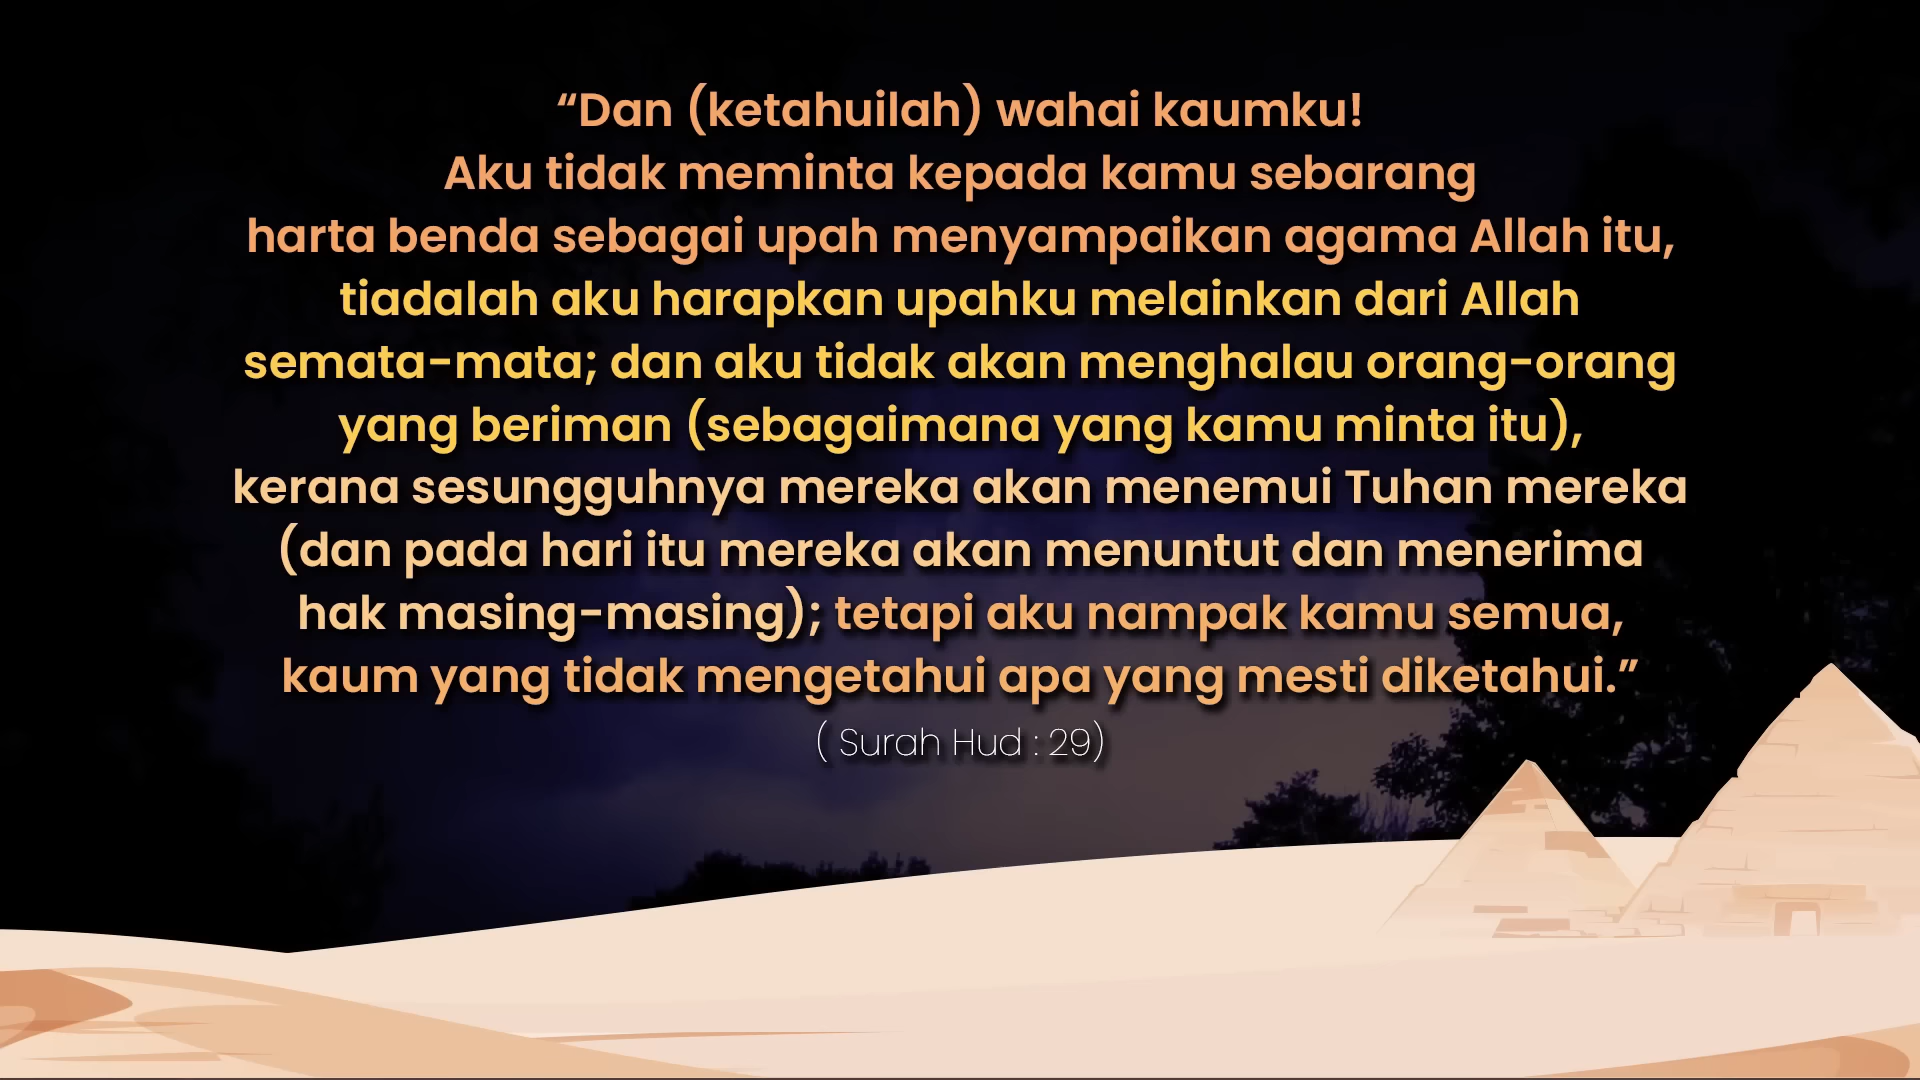 “Dan (ketahuilah) wahai kaumku!
Aku tidak meminta kepada kamu sebarang
harta benda sebagai upah menyampaikan agama Allah itu,
tiadalah aku harapkan upahku melainkan dari Allah
semata-mata; dan aku tidak akan menghalau orang-orang
yang beriman (sebagaimana yang kamu minta itu),
kerana sesungguhnya mereka akan menemui Tuhan mereka
(dan pada hari itu mereka akan menuntut dan menerima
hak masing-masing); tetapi aku nampak kamu semua,
kaum yang tidak mengetahui apa yang mesti diketahui.”
( Surah Hud : 29)